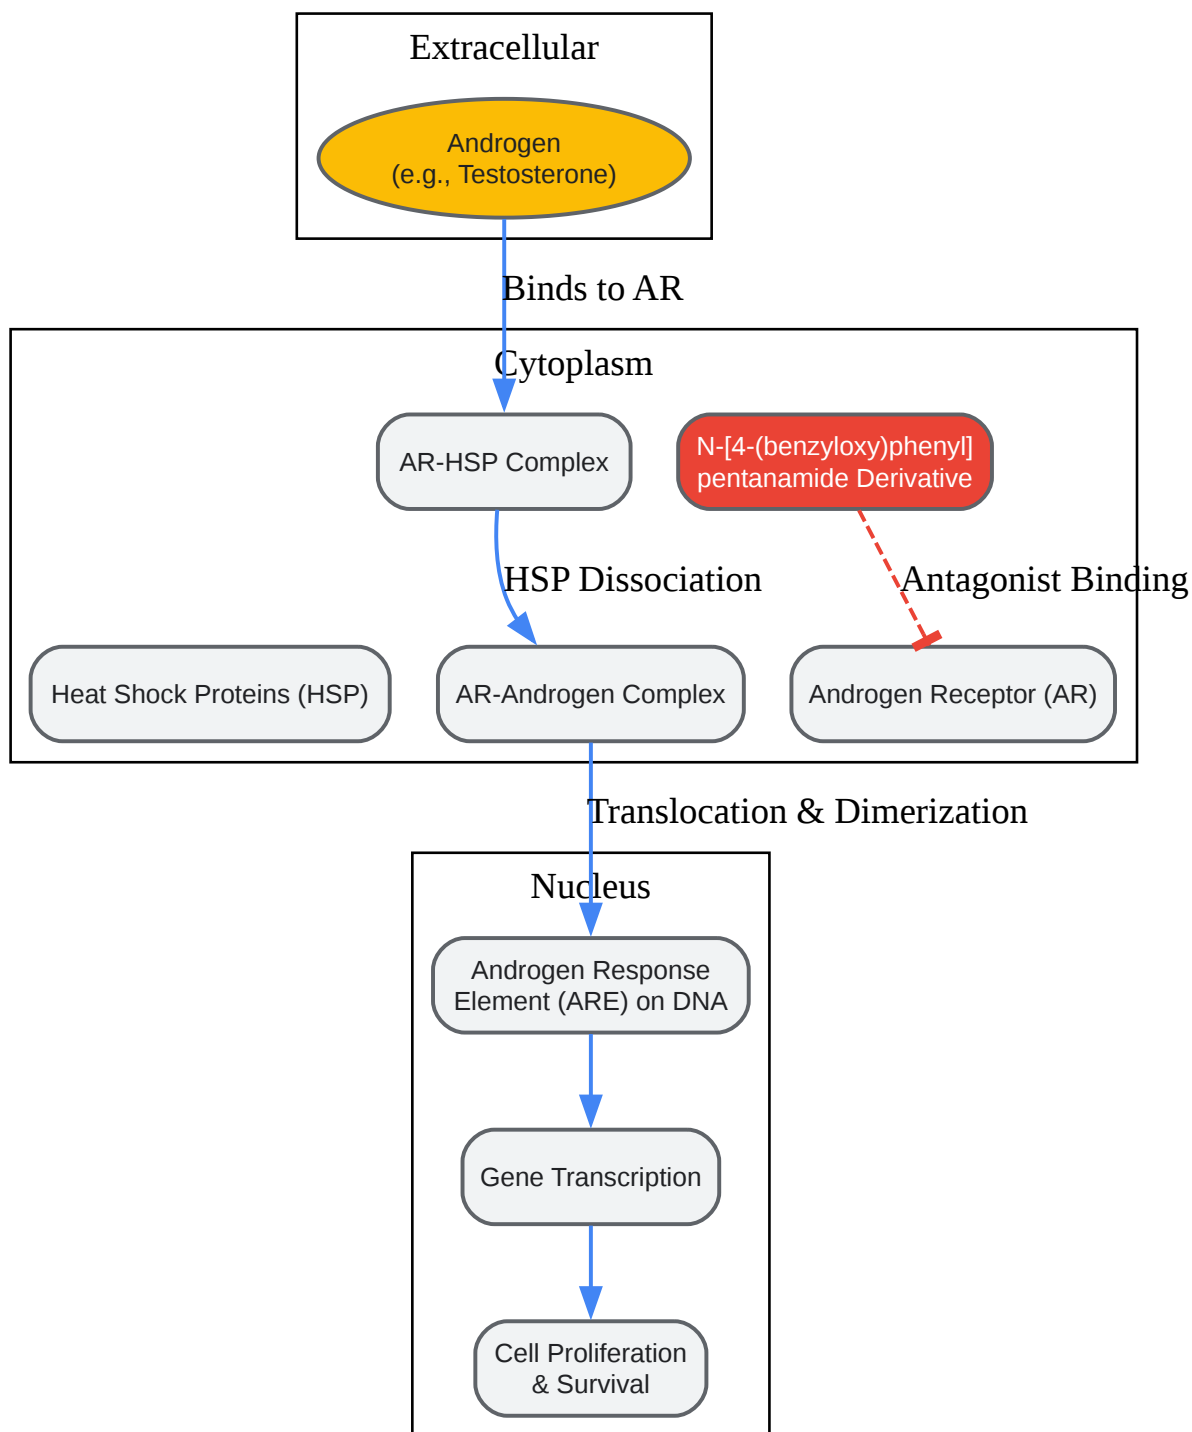 Extracellular
Androgen
(e.g., Testosterone)
Binds to AR
Cytoplasm
AR-HSP Complex
N-[4-(benzyloxy)phenyl]
pentanamide Derivative
HSP Dissociation
Antagonist Binding
Heat Shock Proteins (HSP)
AR-Androgen Complex
Androgen Receptor (AR)
Translocation & Dimerization
Nucleus
Androgen Response
Element (ARE) on DNA
Gene Transcription
Cell Proliferation
& Survival